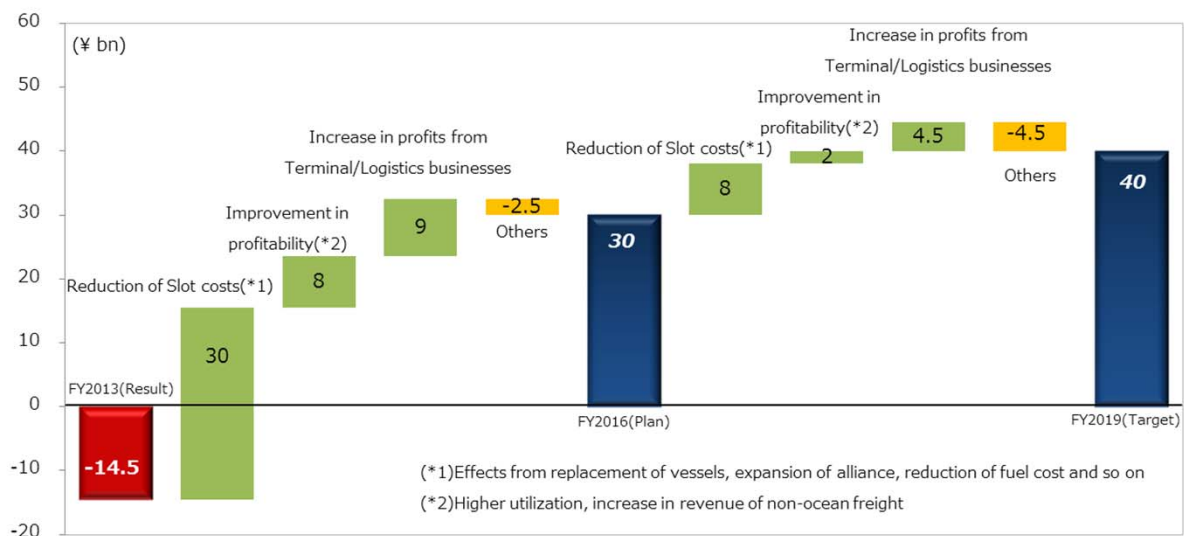 60
50
40
30
20
10
0
-10
-20
(¥ bn)
FY2013(Result)
-14.5
Reduction of Slot costs(*1)
30
Improvement in
profitability(*2)
8
Increase in profits from
Terminal/Logistics businesses
9
-2.5
Others
30
FY2016(Plan)
Reduction of Slot costs(*1)
8
Improvement in
profitability(*2)
2
Increase in profits from
Terminal/Logistics businesses
4.5
-4.5
Others
40
FY2019(Target)
(*1)Effects from replacement of vessels, expansion of alliance, reduction of fuel cost and so on
(*2)Higher utilization, increase in revenue of non-ocean freight